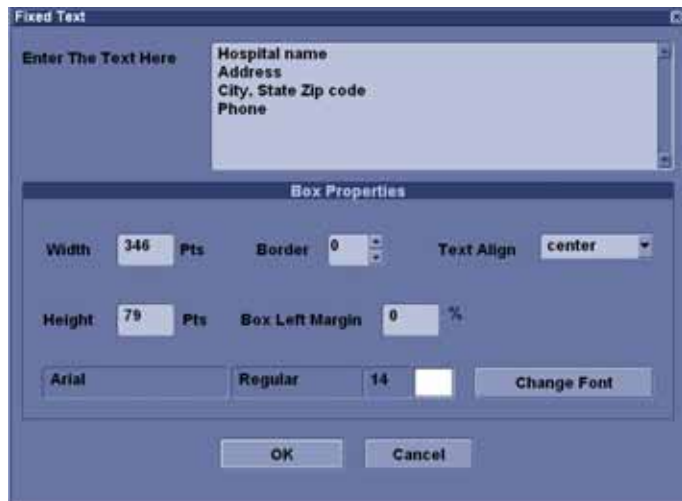 Fixed Text
Enter The Text Here
Hospital name
Address
City, State Zip code
Phone
Box Properties
Width 346 Pts Border 0 Text Align center
Height 79 Pts Box Left Margin 0 %
Arial Regular 14 Change Font
OK Cancel